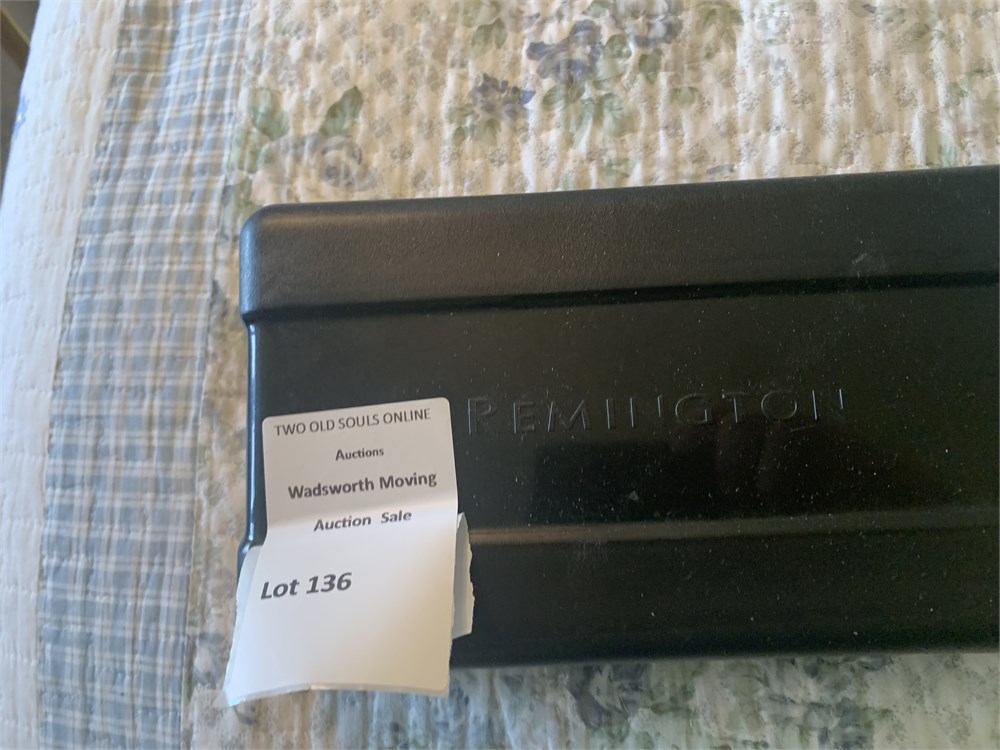 REMINGTON
TWO OLD SOULS ONLINE
Auctions
Wadsworth Moving
Auction Sale
Lot 136